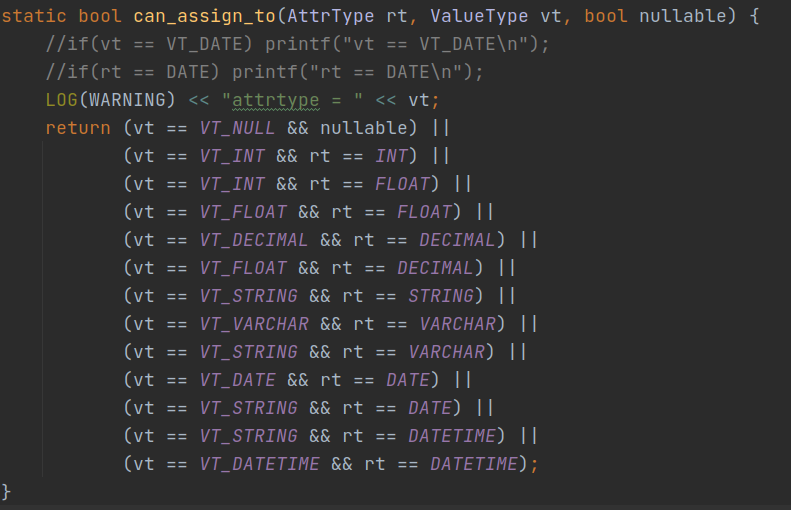 static bool can_assign_to(AttrType rt, ValueType vt, bool nullable) {
    //if(vt == VT_DATE) printf("vt == VT_DATE\n");
    //if(rt == DATE) printf("rt == DATE\n");
    LOG(WARNING) << "attrtype = " << vt;
    return (vt == VT_NULL && nullable) ||
           (vt == VT_INT && rt == INT) ||
           (vt == VT_INT && rt == FLOAT) ||
           (vt == VT_FLOAT && rt == FLOAT) ||
           (vt == VT_DECIMAL && rt == DECIMAL) ||
           (vt == VT_FLOAT && rt == DECIMAL) ||
           (vt == VT_STRING && rt == STRING) ||
           (vt == VT_VARCHAR && rt == VARCHAR) ||
           (vt == VT_STRING && rt == VARCHAR) ||
           (vt == VT_DATE && rt == DATE) ||
           (vt == VT_STRING && rt == DATE) ||
           (vt == VT_STRING && rt == DATETIME) ||
           (vt == VT_DATETIME && rt == DATETIME);
}